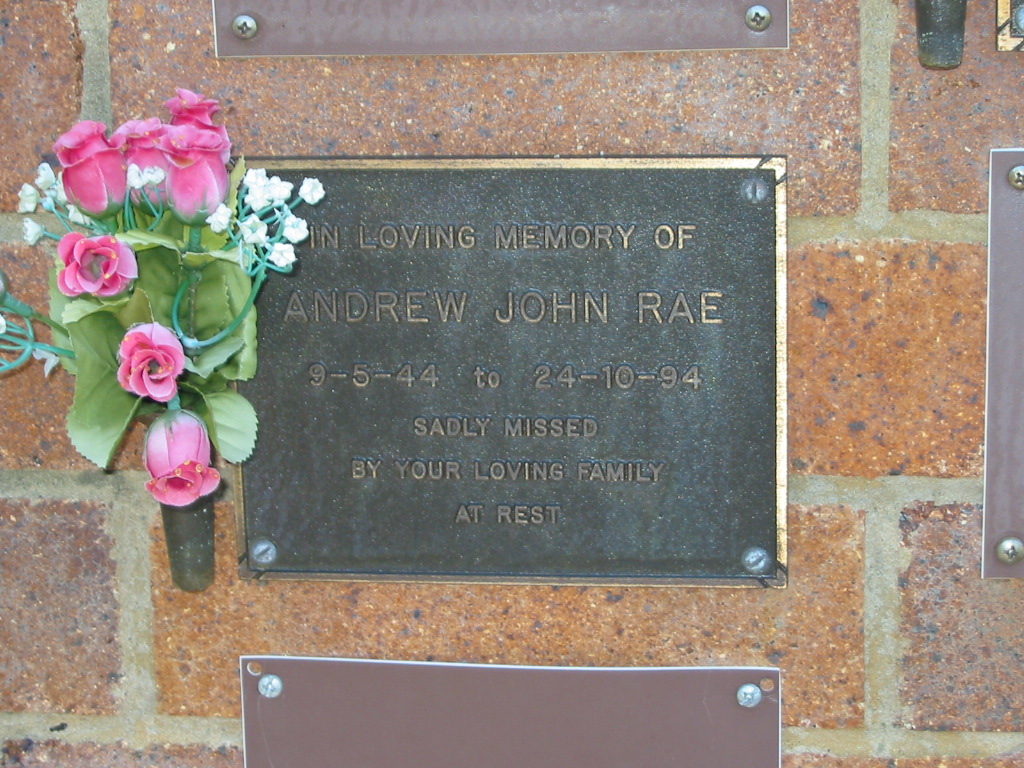 IN LOVING MEMORY OF
ANDREW JOHN RAE
9-5-44 to 24-10-94
SADLY MISSED
BY YOUR LOVING FAMILY
AT REST